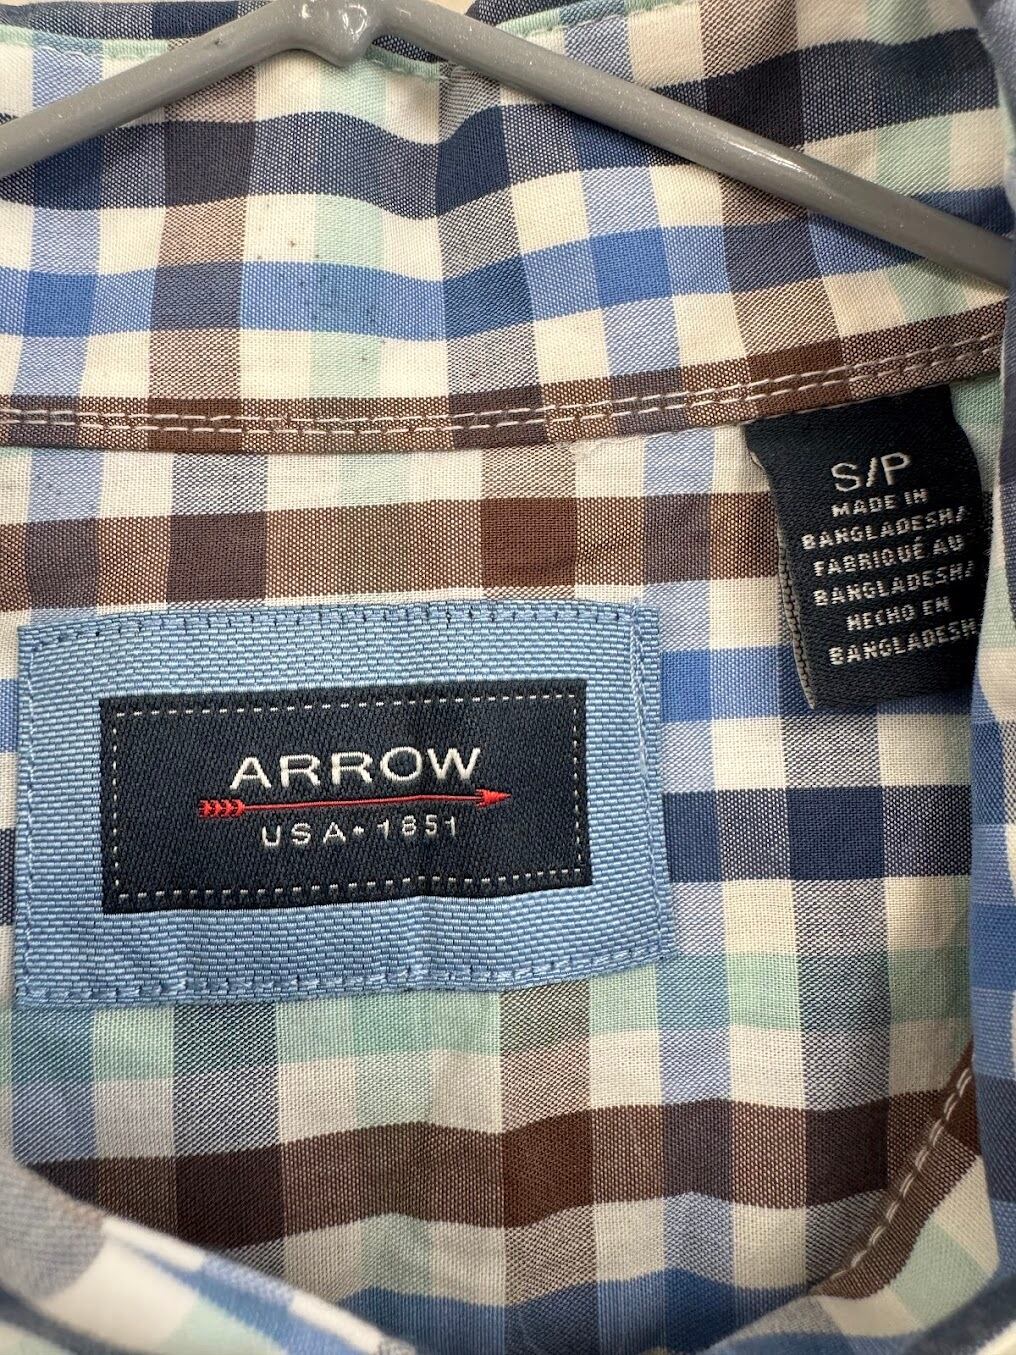 S/P
MADE IN
BANGLADESH/
FABRIQUÉ AU
BANGLADESH/
HECHO EN
BANGLADESH
ARROW
USA•1851